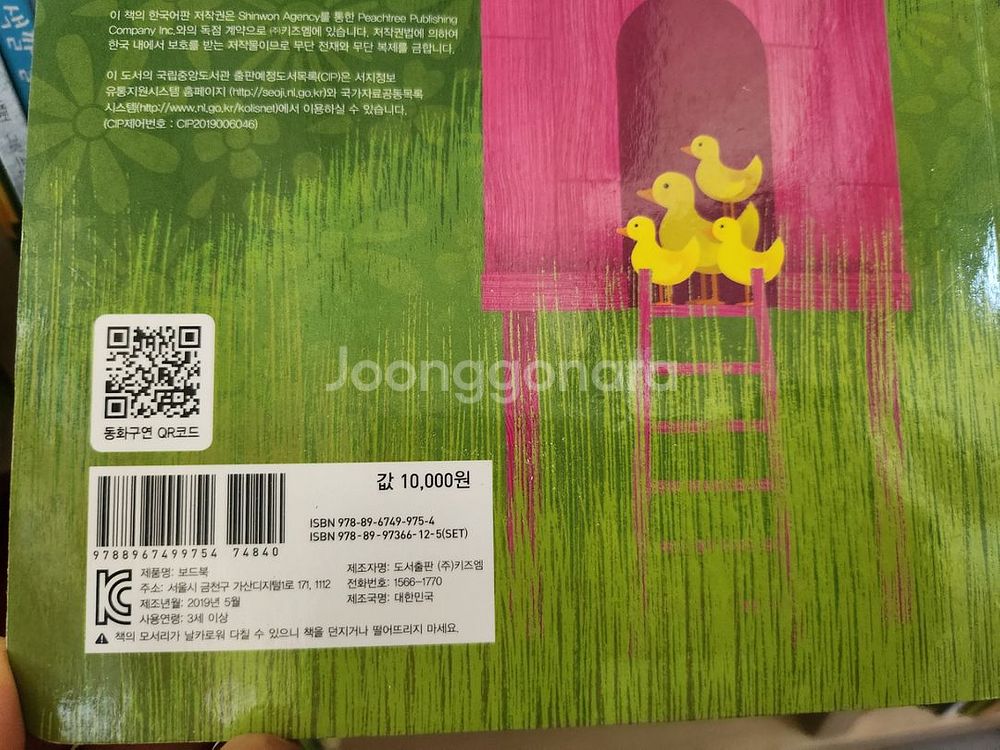 이 책의 한국어판 저작권은 Shinwon Agency를 통한 Peachtree Publishing
Company Inc.와의 독점 계약으로 ㈜키즈엠에 있습니다. 저작권법에 의하여
한국 내에서 보호를 받는 저작물이므로 무단 전재와 무단 복제를 금합니다.
이 도서의 국립중앙도서관 출판예정도서목록(CIP)은 서지정보
유통지원시스템 홈페이지 (http://seoji.nl.go.kr)와 국가자료공동목록
시스템(http://www.nl.go.kr/kolisnet)에서 이용하실 수 있습니다.
(CIP제어번호 : CIP2019006046)
Joonggonara
동화구연 QR코드
값 10,000원
ISBN 978-89-6749-975-4
ISBN 978-89-97366-12-5(SET)
9788967499754 74840
제품명: 보드북
주소: 서울시 금천구 가산디지털1로 171, 1112
제조년월: 2019년 5월
사용연령: 3세 이상
제조자명: 도서출판 (주)키즈엠
전화번호: 1566-1770
제조국명: 대한민국
책의 모서리가 날카로워 다칠 수 있으니 책을 던지거나 떨어뜨리지 마세요.